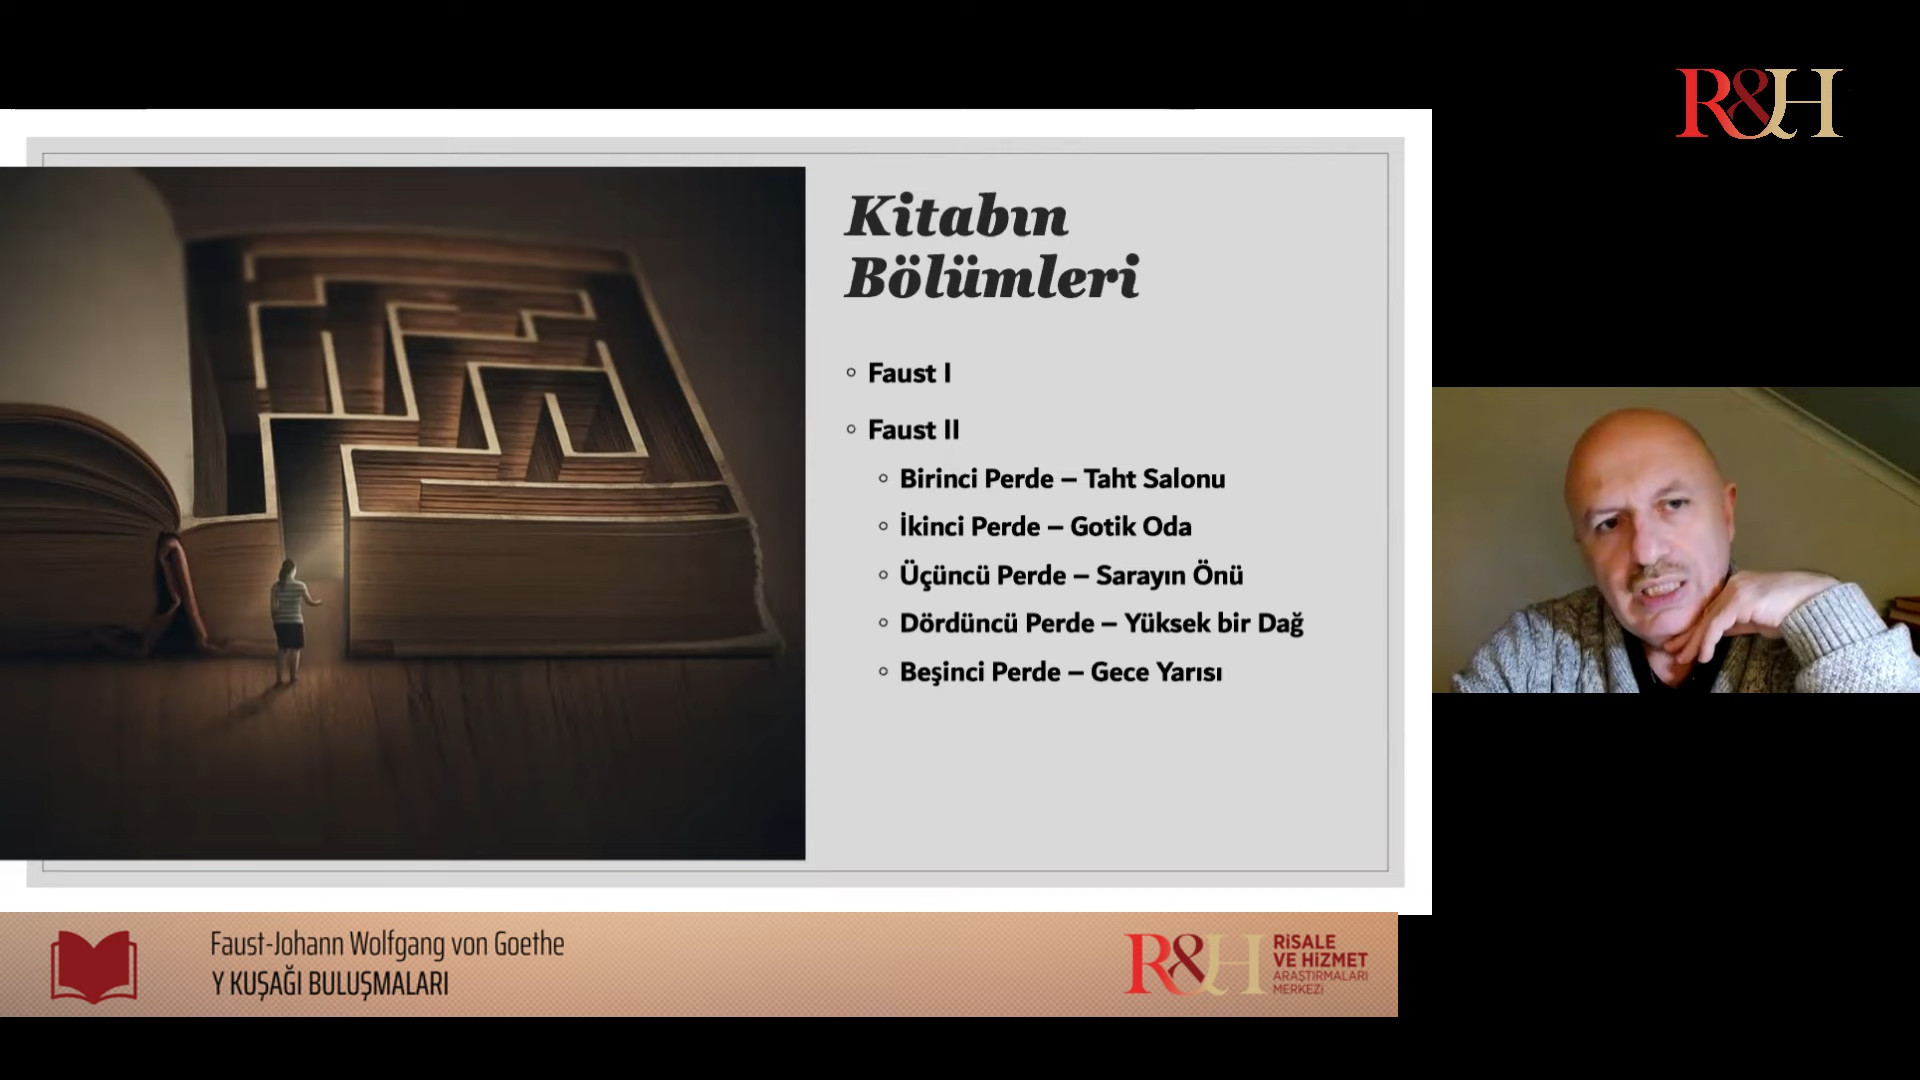 R&H
Kitabın
Bölümleri
Faust I
Faust II
Birinci Perde – Taht Salonu
İkinci Perde – Gotik Oda
Üçüncü Perde – Sarayın Önü
Dördüncü Perde – Yüksek bir Dağ
Beşinci Perde – Gece Yarısı
Faust-Johann Wolfgang von Goethe
Y KUŞAĞI BULUŞMALARI
R&H
RİSALE
VE HİZMET
ARAŞTIRMALARI
MERKEZİ